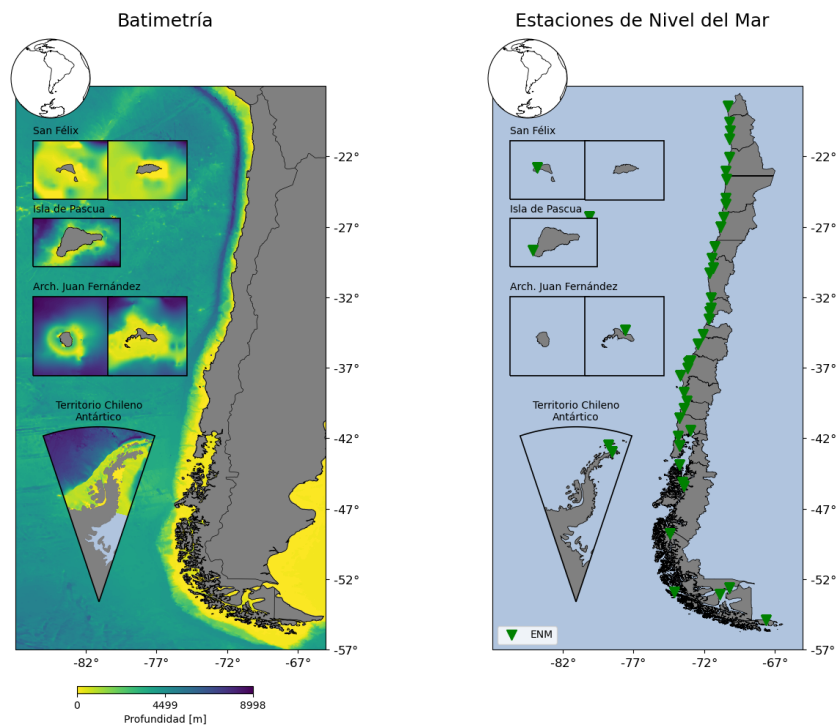 Batimetría
San Félix
Isla de Pascua
Arch. Juan Fernández
Territorio Chileno
Antártico
-22°
-27°
-32°
-37°
-42°
-47°
-52°
-57°
-82°
-77°
-72°
-67°
0
4499
8998
Profundidad [m]
Estaciones de Nivel del Mar
San Félix
Isla de Pascua
Arch. Juan Fernández
Territorio Chileno
Antártico
ENM
-22°
-27°
-32°
-37°
-42°
-47°
-52°
-57°
-82°
-77°
-72°
-67°